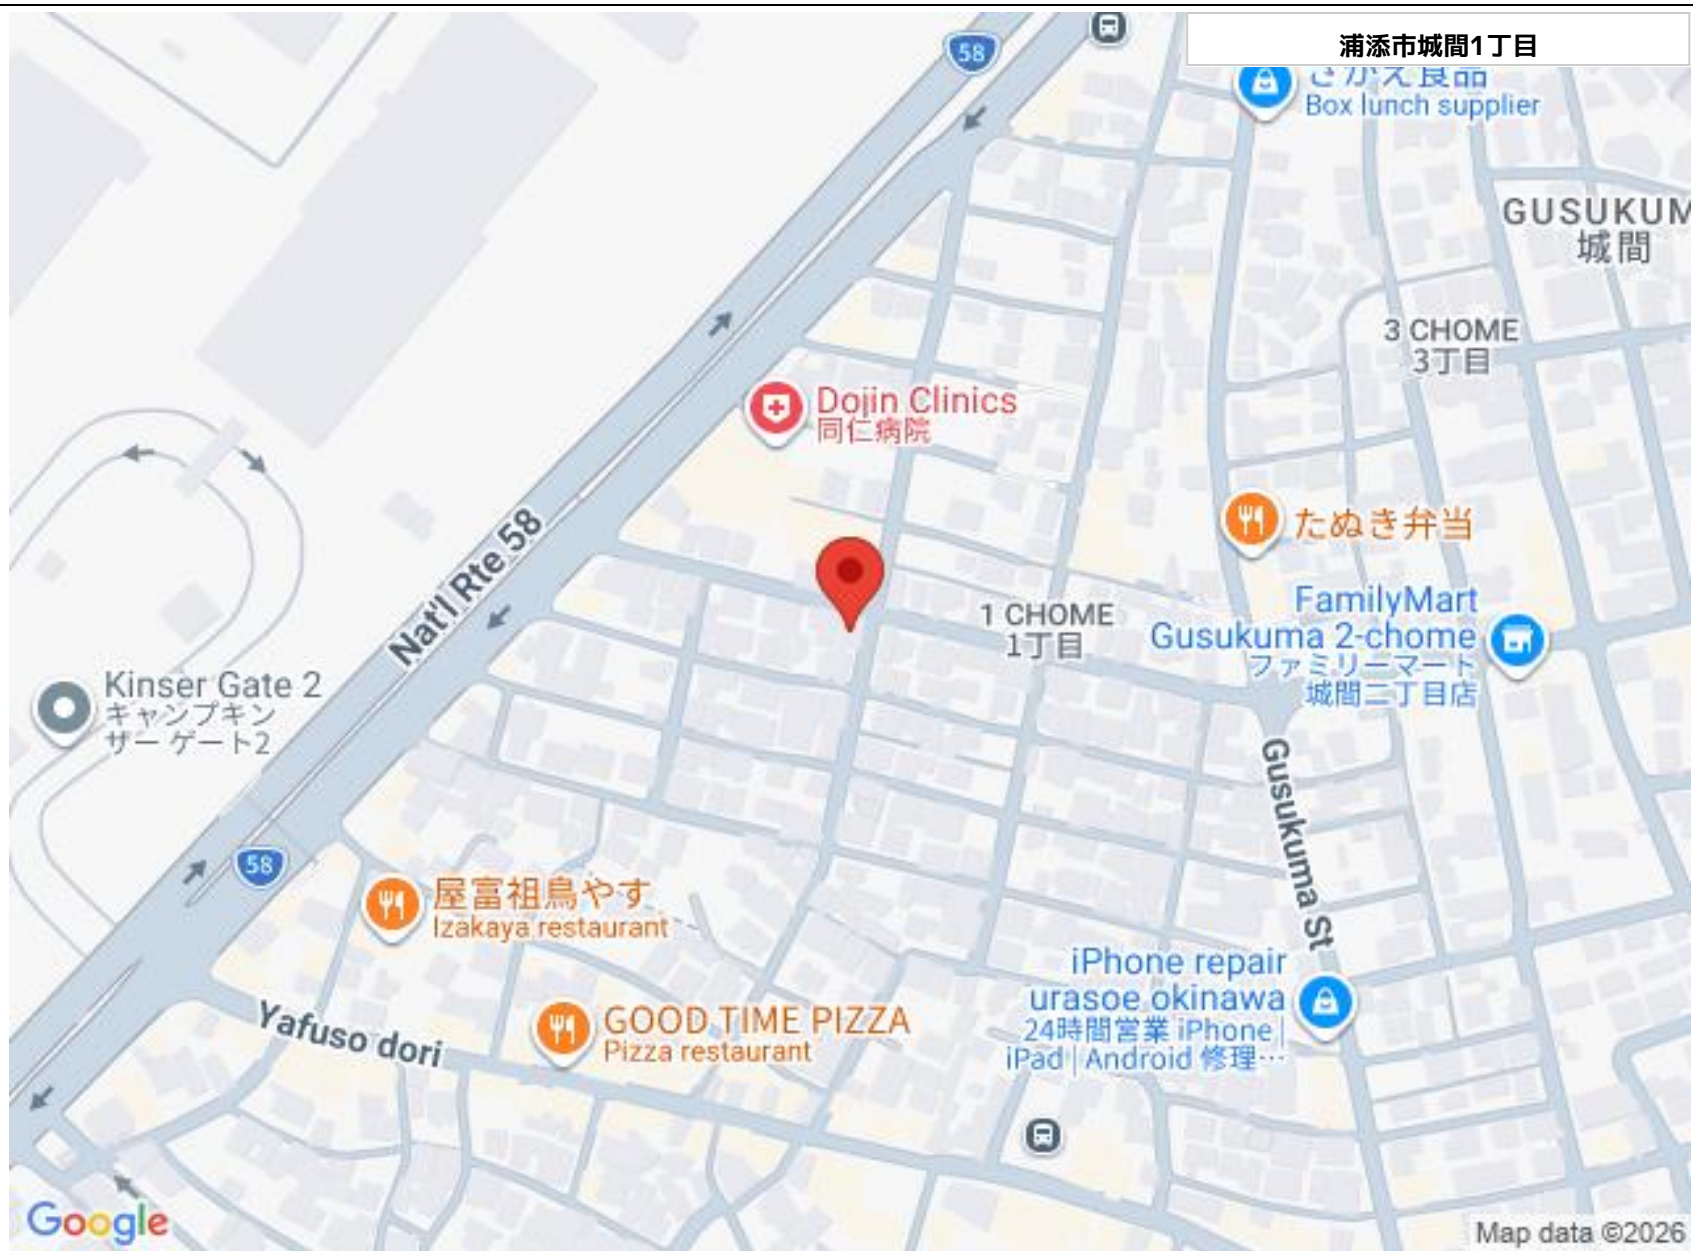 浦添市城間1丁目
58
さかえ食品
Box lunch supplier
GUSUKUM
城間
3 CHOME
3丁目
Dojin Clinics
同仁病院
たぬき弁当
Nat'l Rte 58
1 CHOME
1丁目
FamilyMart
Gusukuma 2-chome
ファミリーマート
城間二丁目店
Kinser Gate 2
キャンプキン
ザー ゲート2
Gusukuma St
58
屋富祖鳥やす
Izakaya restaurant
iPhone repair
urasoe okinawa
24時間営業 iPhone |
iPad | Android 修理…
GOOD TIME PIZZA
Pizza restaurant
Yafuso dori
Google
Map data ©2026